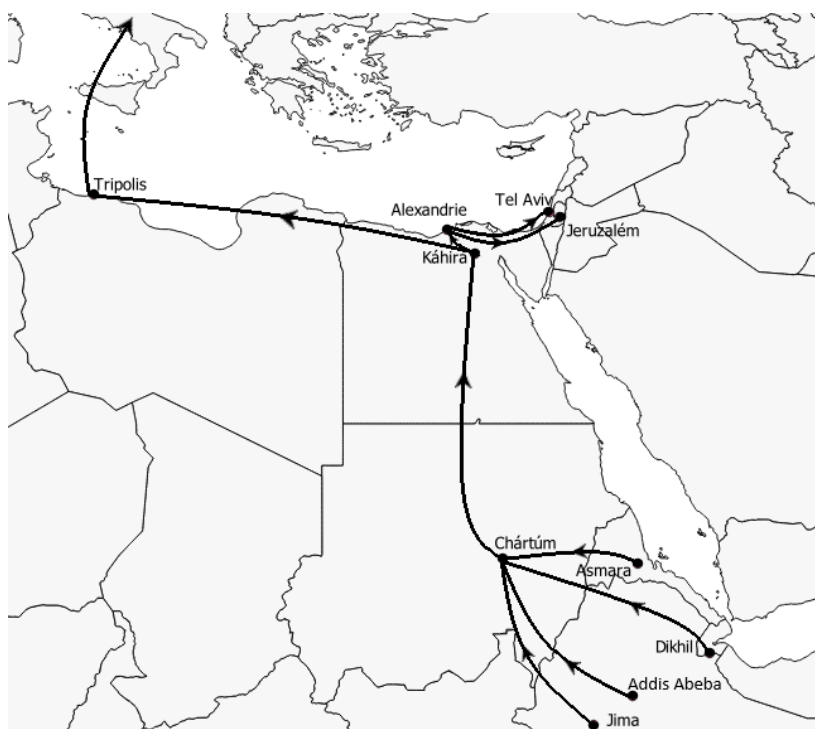 Tripolis
Alexandrie
Tel Aviv
Jeruzalém
Káhira
Chártúm
Asmara
Dikhil
Addis Abeba
Jima